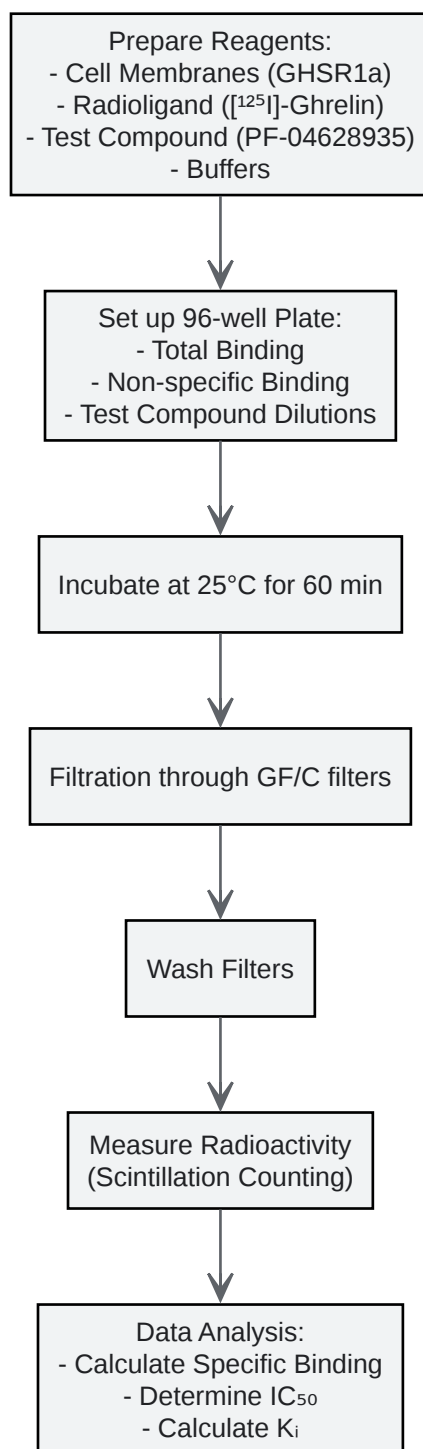 Prepare Reagents:
- Cell Membranes (GHSR1a)
- Radioligand ([¹²⁵I]-Ghrelin)
- Test Compound (PF-04628935)
- Buffers
Set up 96-well Plate:
- Total Binding
- Non-specific Binding
- Test Compound Dilutions
Incubate at 25°C for 60 min
Filtration through GF/C filters
Wash Filters
Measure Radioactivity
(Scintillation Counting)
Data Analysis:
- Calculate Specific Binding
- Determine IC₅₀
- Calculate Kᵢ